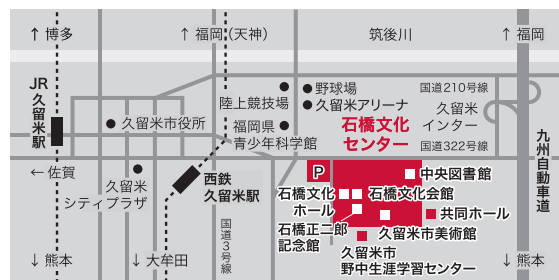 ↑ 博多
↑ 福岡（天神）
筑後川
↑ 福岡
JR
久留米駅
陸上競技場
野球場
久留米アリーナ
国道210号線
久留米
インター
久留米市役所
福岡県
青少年科学館
石橋文化
センター
国道322号線
九州自動車道
← 佐賀
久留米
シティプラザ
西鉄
久留米駅
P
中央図書館
石橋文化
ホール
石橋文化会館
共同ホール
石橋正二郎
記念館
久留米市美術館
国道3号線
久留米市
野中生涯学習センター
↓ 熊本
↓ 大牟田
↓ 熊本